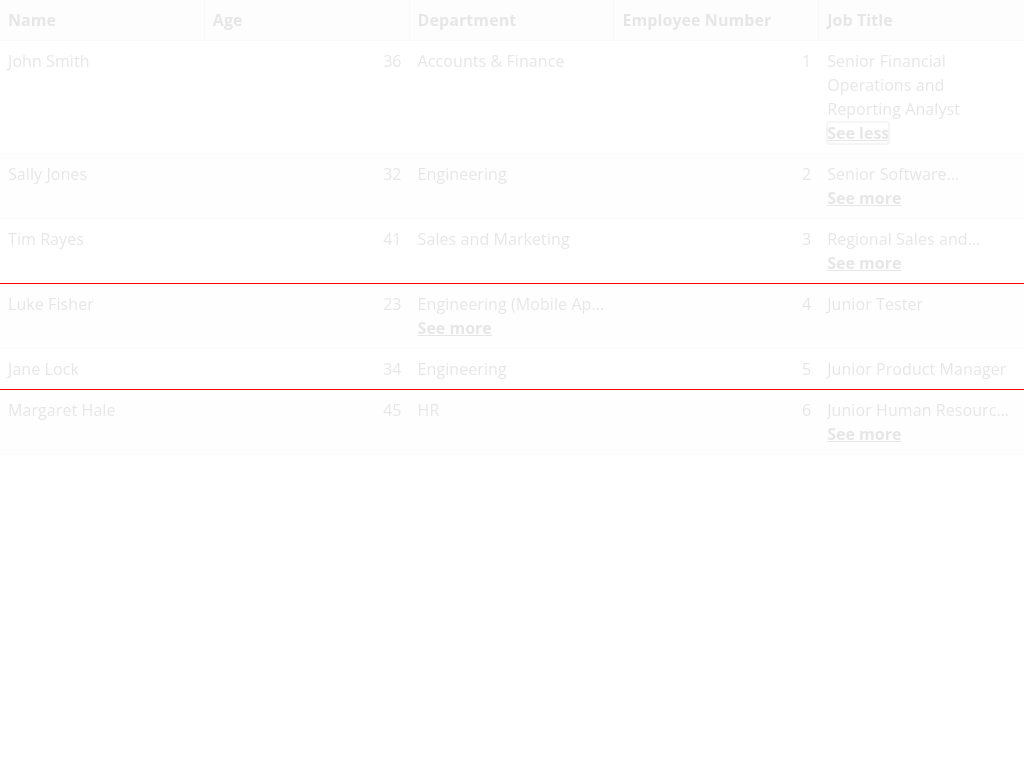 Name Age Department Employee Number Job Title
John Smith 36 Accounts & Finance 1 Senior Financial
Operations and
Reporting Analyst
See less
Sally Jones 32 Engineering 2 Senior Software...
See more
Tim Rayes 41 Sales and Marketing 3 Regional Sales and...
See more
Luke Fisher 23 Engineering (Mobile Ap... 4 Junior Tester
See more
Jane Lock 34 Engineering 5 Junior Product Manager
Margaret Hale 45 HR 6 Junior Human Resourc...
See more